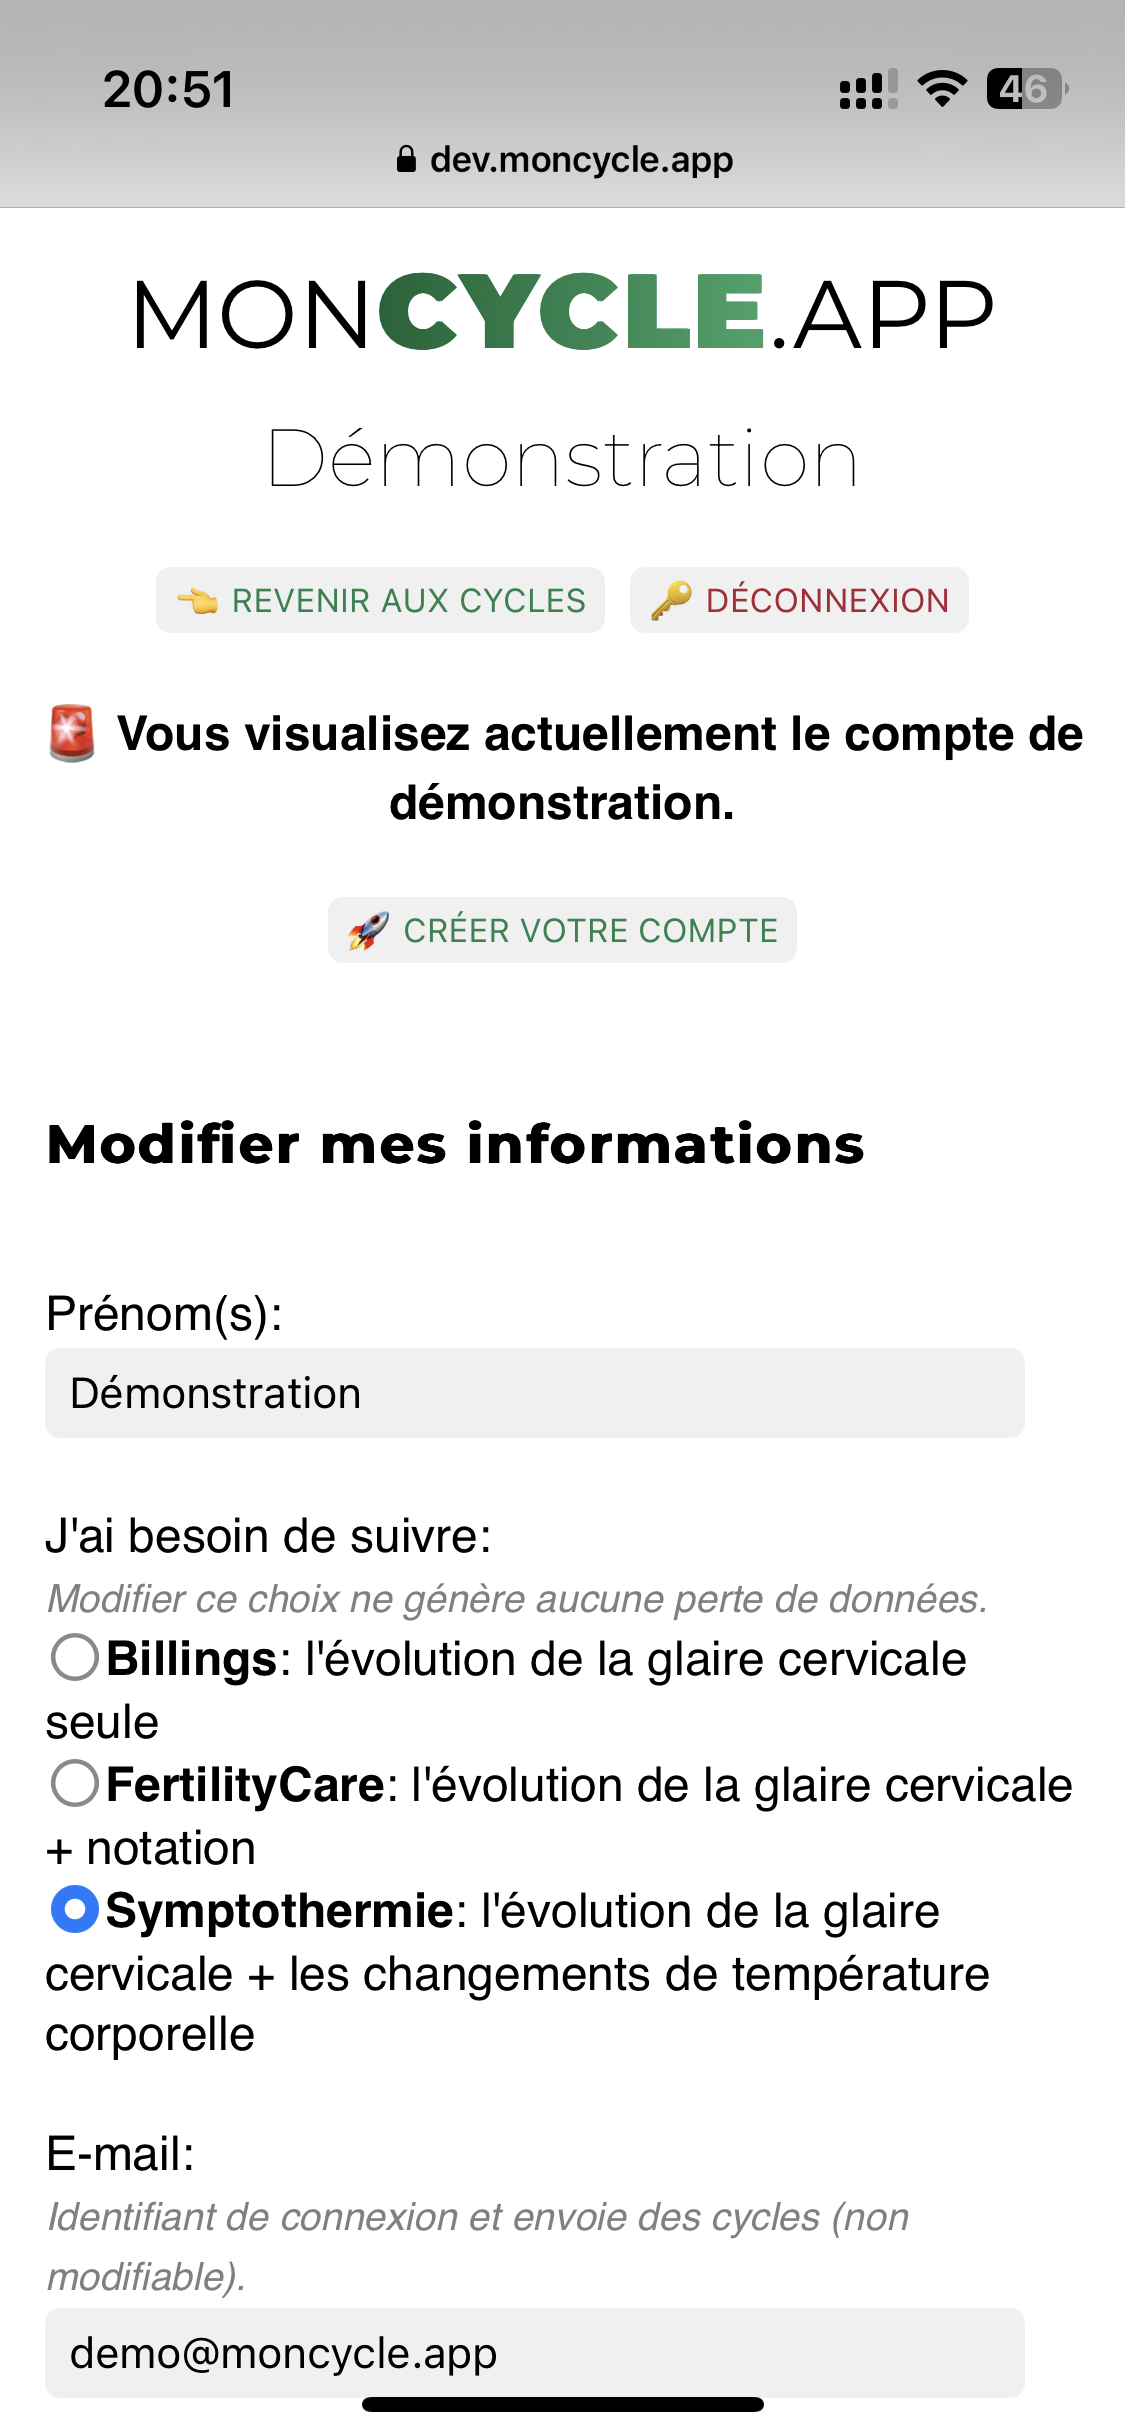 20:51
46
dev.moncycle.app
MONCYCLE.APP
Démonstration
👈 REVENIR AUX CYCLES
🔑 DÉCONNEXION
🚨 Vous visualisez actuellement le compte de
démonstration.
🚀 CRÉER VOTRE COMPTE
Modifier mes informations
Prénom(s):
Démonstration
J'ai besoin de suivre:
Modifier ce choix ne génère aucune perte de données.
Billings: l'évolution de la glaire cervicale
seule
FertilityCare: l'évolution de la glaire cervicale
+ notation
Symptothermie: l'évolution de la glaire
cervicale + les changements de température
corporelle
E-mail:
Identifiant de connexion et envoie des cycles (non
modifiable).
demo@moncycle.app